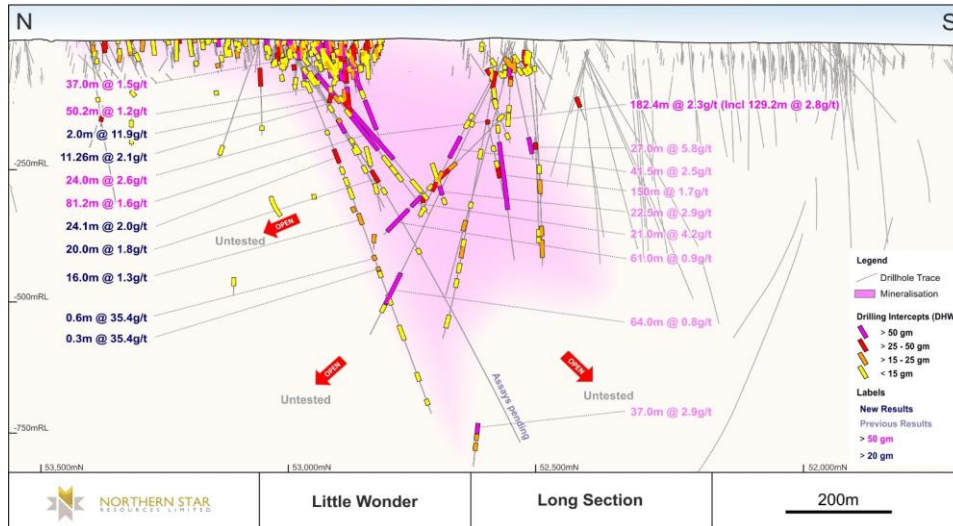 N
S
37.0m @ 1.5g/t
50.2m @ 1.2g/t
2.0m @ 11.9g/t
11.26m @ 2.1g/t
24.0m @ 2.6g/t
81.2m @ 1.6g/t
24.1m @ 2.0g/t
20.0m @ 1.8g/t
16.0m @ 1.3g/t
0.6m @ 35.4g/t
0.3m @ 35.4g/t
182.4m @ 2.3g/t (Incl 129.2m @ 2.8g/t)
27.0m @ 5.8g/t
41.5m @ 2.5g/t
150m @ 1.7g/t
22.5m @ 2.9g/t
21.0m @ 4.2g/t
61.0m @ 0.9g/t
64.0m @ 0.8g/t
37.0m @ 2.9g/t
-250mRL
-500mRL
-750mRL
OPEN
Untested
OPEN
Untested
OPEN
Untested
Assays pending
Legend
Drillhole Trace
Mineralisation
Drilling Intercepts (DHW
> 50 gm
> 25 - 50 gm
> 15 - 25 gm
< 15 gm
Labels
New Results
Previous Results
> 50 gm
> 20 gm
53,500mN
53,000mN
52,500mN
52,000mN
NORTHERN STAR
RESOURCES LIMITED
Little Wonder
Long Section
200m